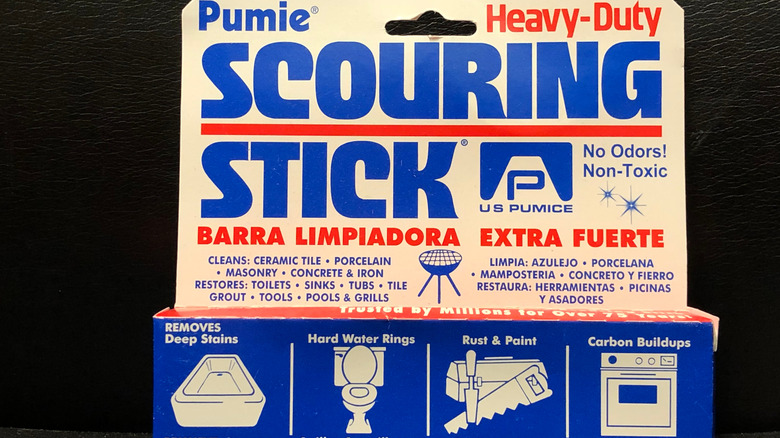 Pumie® Heavy-Duty
SCOURING
STICK®
No Odors!
Non-Toxic
P
US PUMICE
BARRA LIMPIADORA EXTRA FUERTE
CLEANS: CERAMIC TILE • PORCELAIN
• MASONRY • CONCRETE & IRON
RESTORES: TOILETS • SINKS • TUBS • TILE
GROUT • TOOLS • POOLS & GRILLS
LIMPIA: AZULEJO • PORCELANA
• MAMPOSTERIA • CONCRETO Y FIERRO
RESTAURA: HERRAMIENTAS • PICINAS
Y ASADORES
Trusted by Millions for Over 75 Years
REMOVES
Deep Stains
Hard Water Rings
Rust & Paint
Carbon Buildups